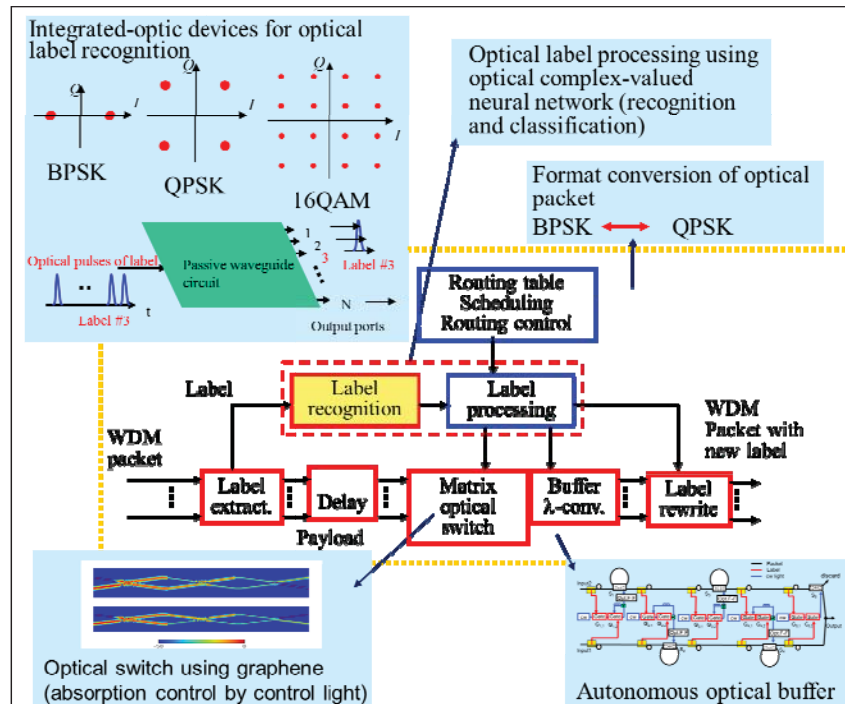 Integrated-optic devices for optical
label recognition
Q
I
BPSK
Q
I
QPSK
Q
I
16QAM
Optical pulses of label
Label #3
t
Passive waveguide
circuit
1
2
3
N
Label #3
Output ports
Optical label processing using
optical complex-valued
neural network (recognition
and classification)
Format conversion of optical
packet
BPSK QPSK
Routing table
Scheduling
Routing control
Label
Label
recognition
Label
processing
WDM
packet
WDM
Packet with
new label
Label
extract.
Delay
Payload
Matrix
optical
switch
Buffer
λ-conv.
Label
rewrite
Optical switch using graphene
(absorption control by control light)
Packet
Label
discard
Output
Autonomous optical buffer